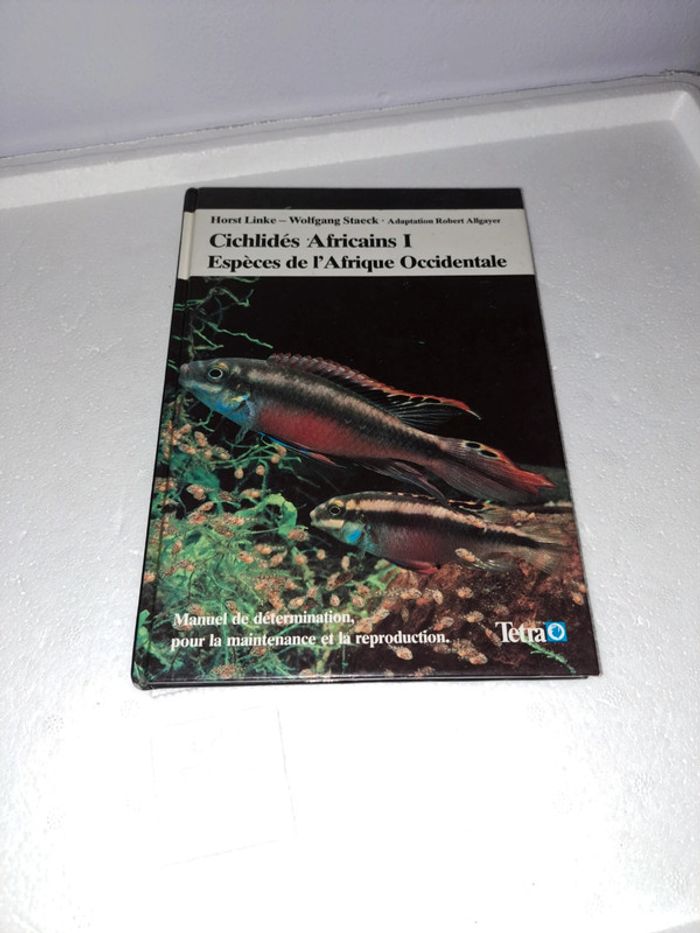 Horst Linke – Wolfgang Staeck · Adaptation Robert Allgayer
Cichlidés Africains I
Espèces de l'Afrique Occidentale
Manuel de détermination,
pour la maintenance et la reproduction.
Tetra